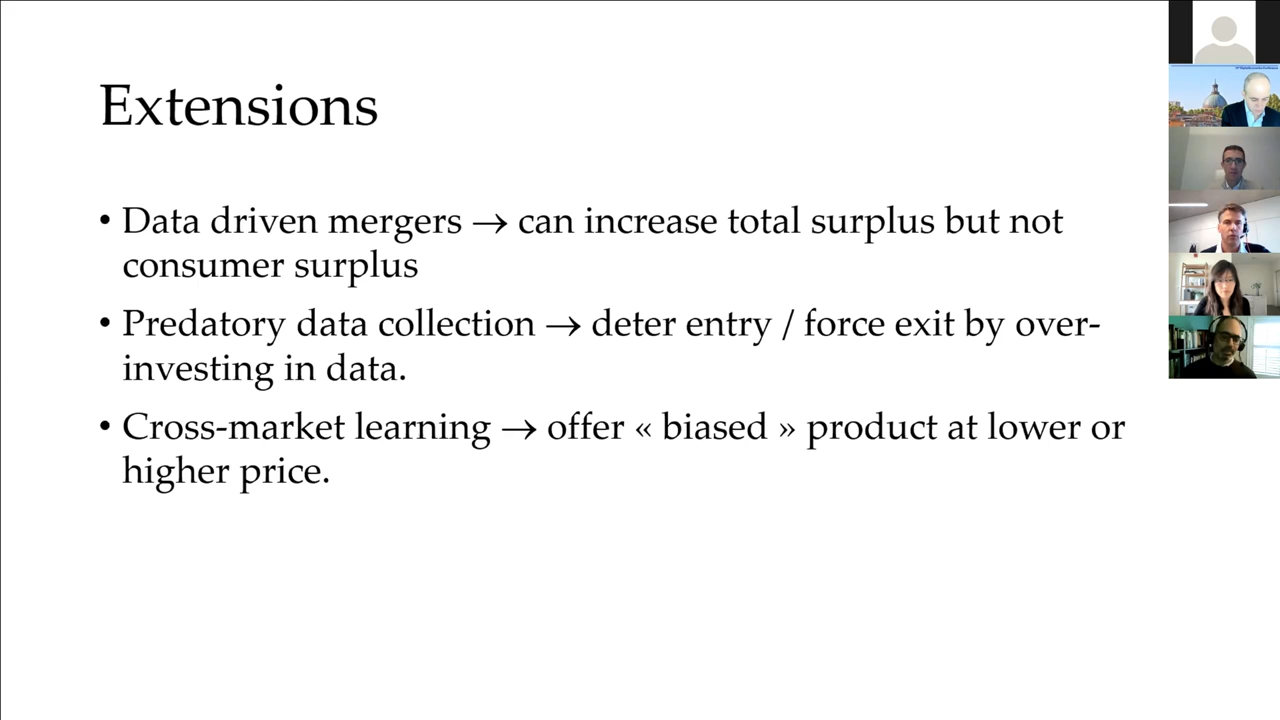 Extensions
• Data driven mergers → can increase total surplus but not
consumer surplus
• Predatory data collection → deter entry / force exit by over-
investing in data.
• Cross-market learning → offer « biased » product at lower or
higher price.